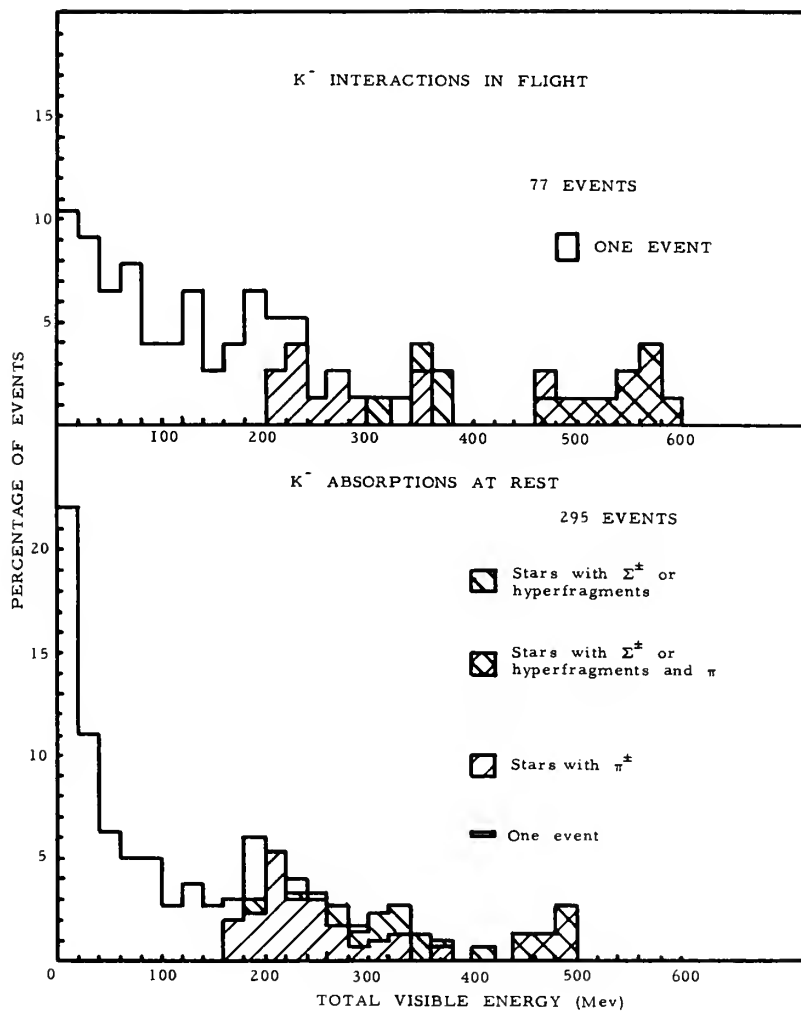 K⁻ INTERACTIONS IN FLIGHT
15
77 EVENTS
10
ONE EVENT
5
100 200 300 400 500 600
K⁻ ABSORPTIONS AT REST
295 EVENTS
20
Stars with Σ± or
hyperfragments
15
Stars with Σ± or
hyperfragments and π
10
Stars with π±
One event
5
0 100 200 300 400 500 600
TOTAL VISIBLE ENERGY (Mev)
PERCENTAGE OF EVENTS